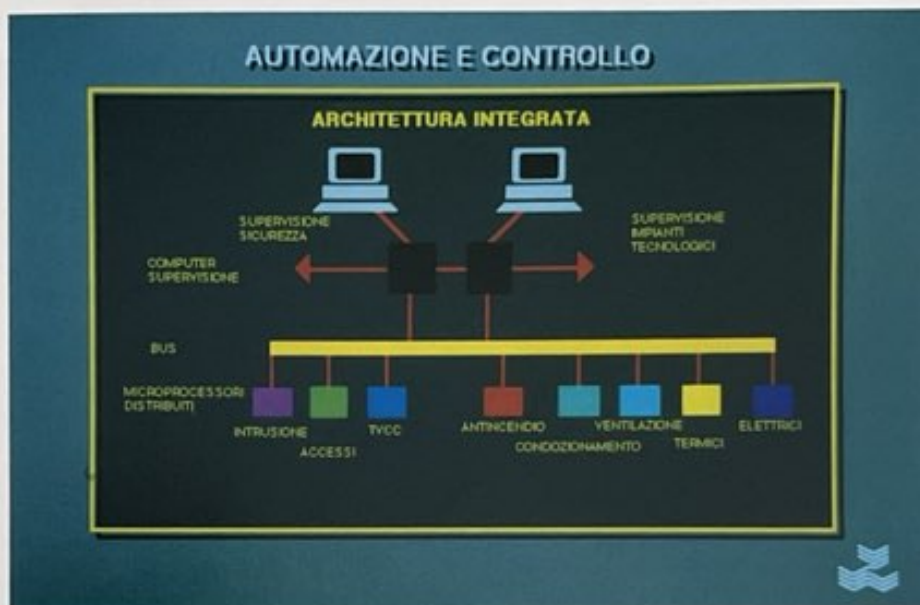 AUTOMAZIONE E CONTROLLO
ARCHITETTURA INTEGRATA
SUPERVISIONE
SICUREZZA
SUPERVISIONE
IMPIANTI
TECNOLOGICI
COMPUTER
SUPERVISIONE
BUS
MICROPROCESSORI
DISTRIBUITI
INTRUSIONE
ACCESSI
TVCC
ANTINCENDIO
CONDOZIONAMENTO
VENTILAZIONE
TERMICI
ELETTRICI